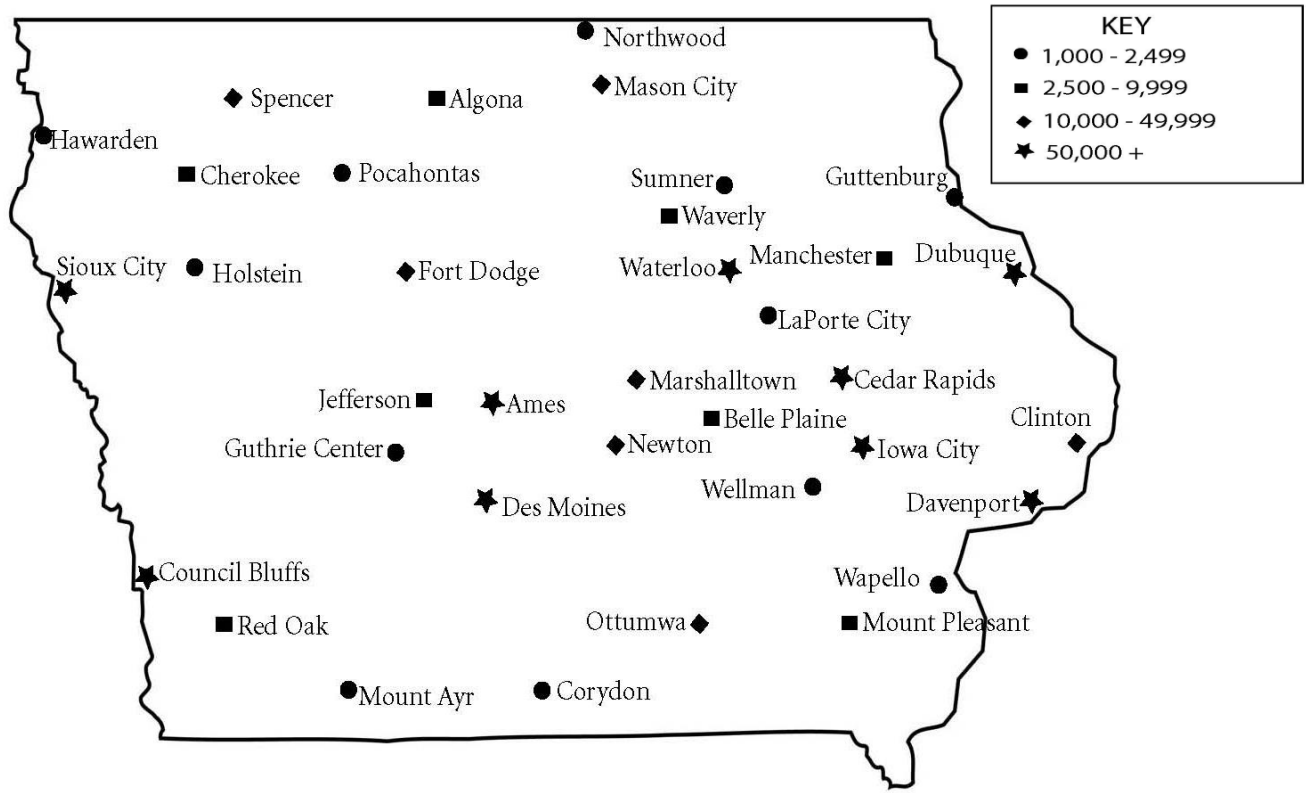 KEY
1,000 - 2,499
2,500 - 9,999
10,000 - 49,999
50,000 +
Northwood
Mason City
Spencer
Algona
Hawarden
Cherokee
Pocahontas
Sumner
Guttenburg
Waverly
Sioux City
Holstein
Fort Dodge
Waterloo
Manchester
Dubuque
LaPorte City
Marshalltown
Cedar Rapids
Jefferson
Ames
Belle Plaine
Clinton
Guthrie Center
Newton
Iowa City
Wellman
Des Moines
Davenport
Council Bluffs
Wapello
Red Oak
Ottumwa
Mount Pleasant
Mount Ayr
Corydon